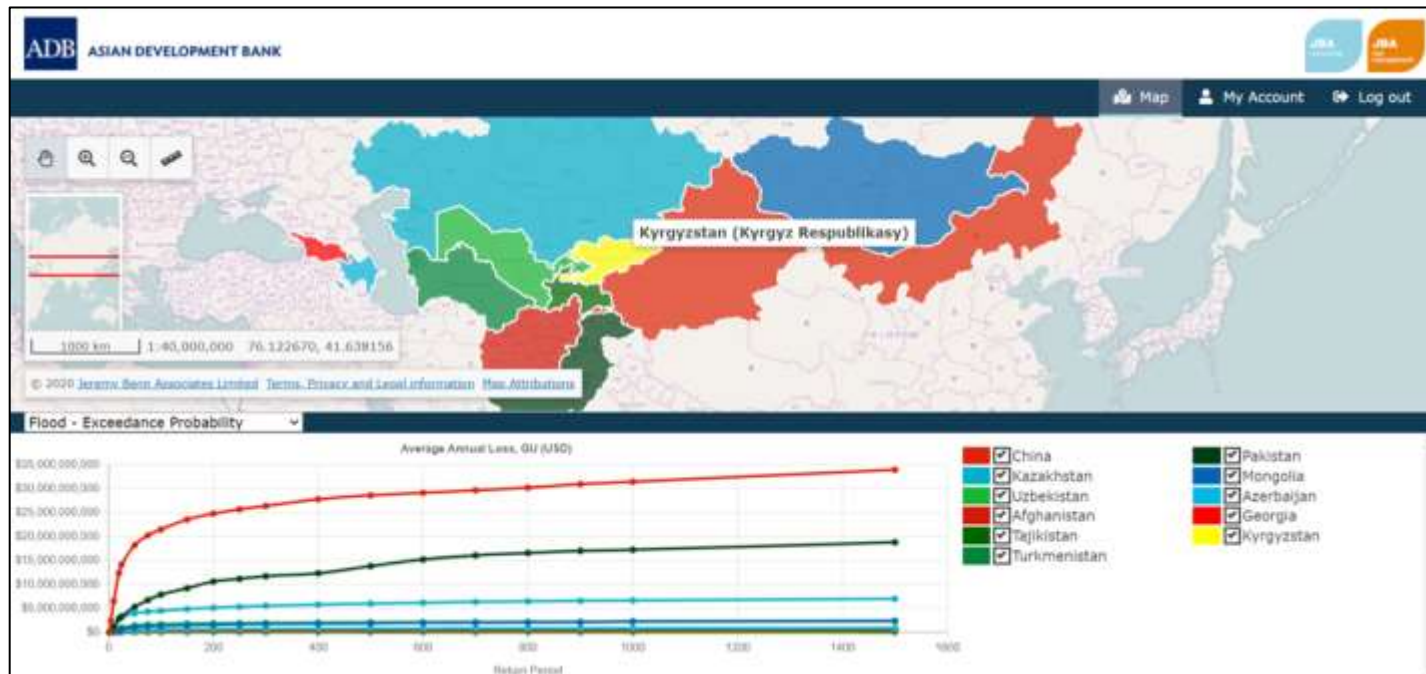 ADB ASIAN DEVELOPMENT BANK
JBA
JBA
Map My Account Log out
Kyrgyzstan (Kyrgyz Respublikasy)
1000 km 1:40,000,000 76.122670, 41.639156
© 2020 Jeremy Benn Associates Limited Terms, Privacy and Legal information Map Attributions
Flood - Exceedance Probability
Average Annual Loss, GU (USD)
$35,000,000,000
$30,000,000,000
$25,000,000,000
$20,000,000,000
$15,000,000,000
$10,000,000,000
$5,000,000,000
$0
0 200 400 600 800 1000 1200 1400 1600
Return Period
China
Kazakhstan
Uzbekistan
Afghanistan
Tajikistan
Turkmenistan
Pakistan
Mongolia
Azerbaijan
Georgia
Kyrgyzstan